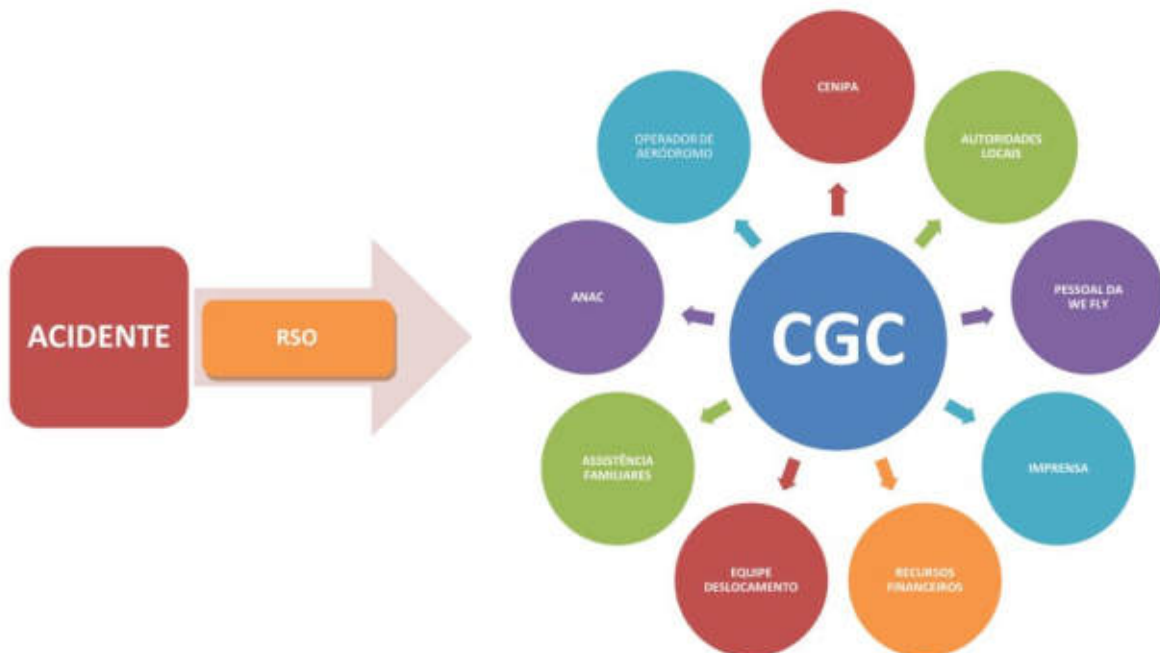 ACIDENTE
RSO
CGC
CENIPA
AUTORIDADES
LOCAIS
PESSOAL DA
WE FLY
IMPRENSA
RECURSOS
FINANCEIROS
EQUIPE
DESLOCAMENTO
ASSISTÊNCIA
FAMILIARES
ANAC
OPERADOR DE
AERÓDROMO